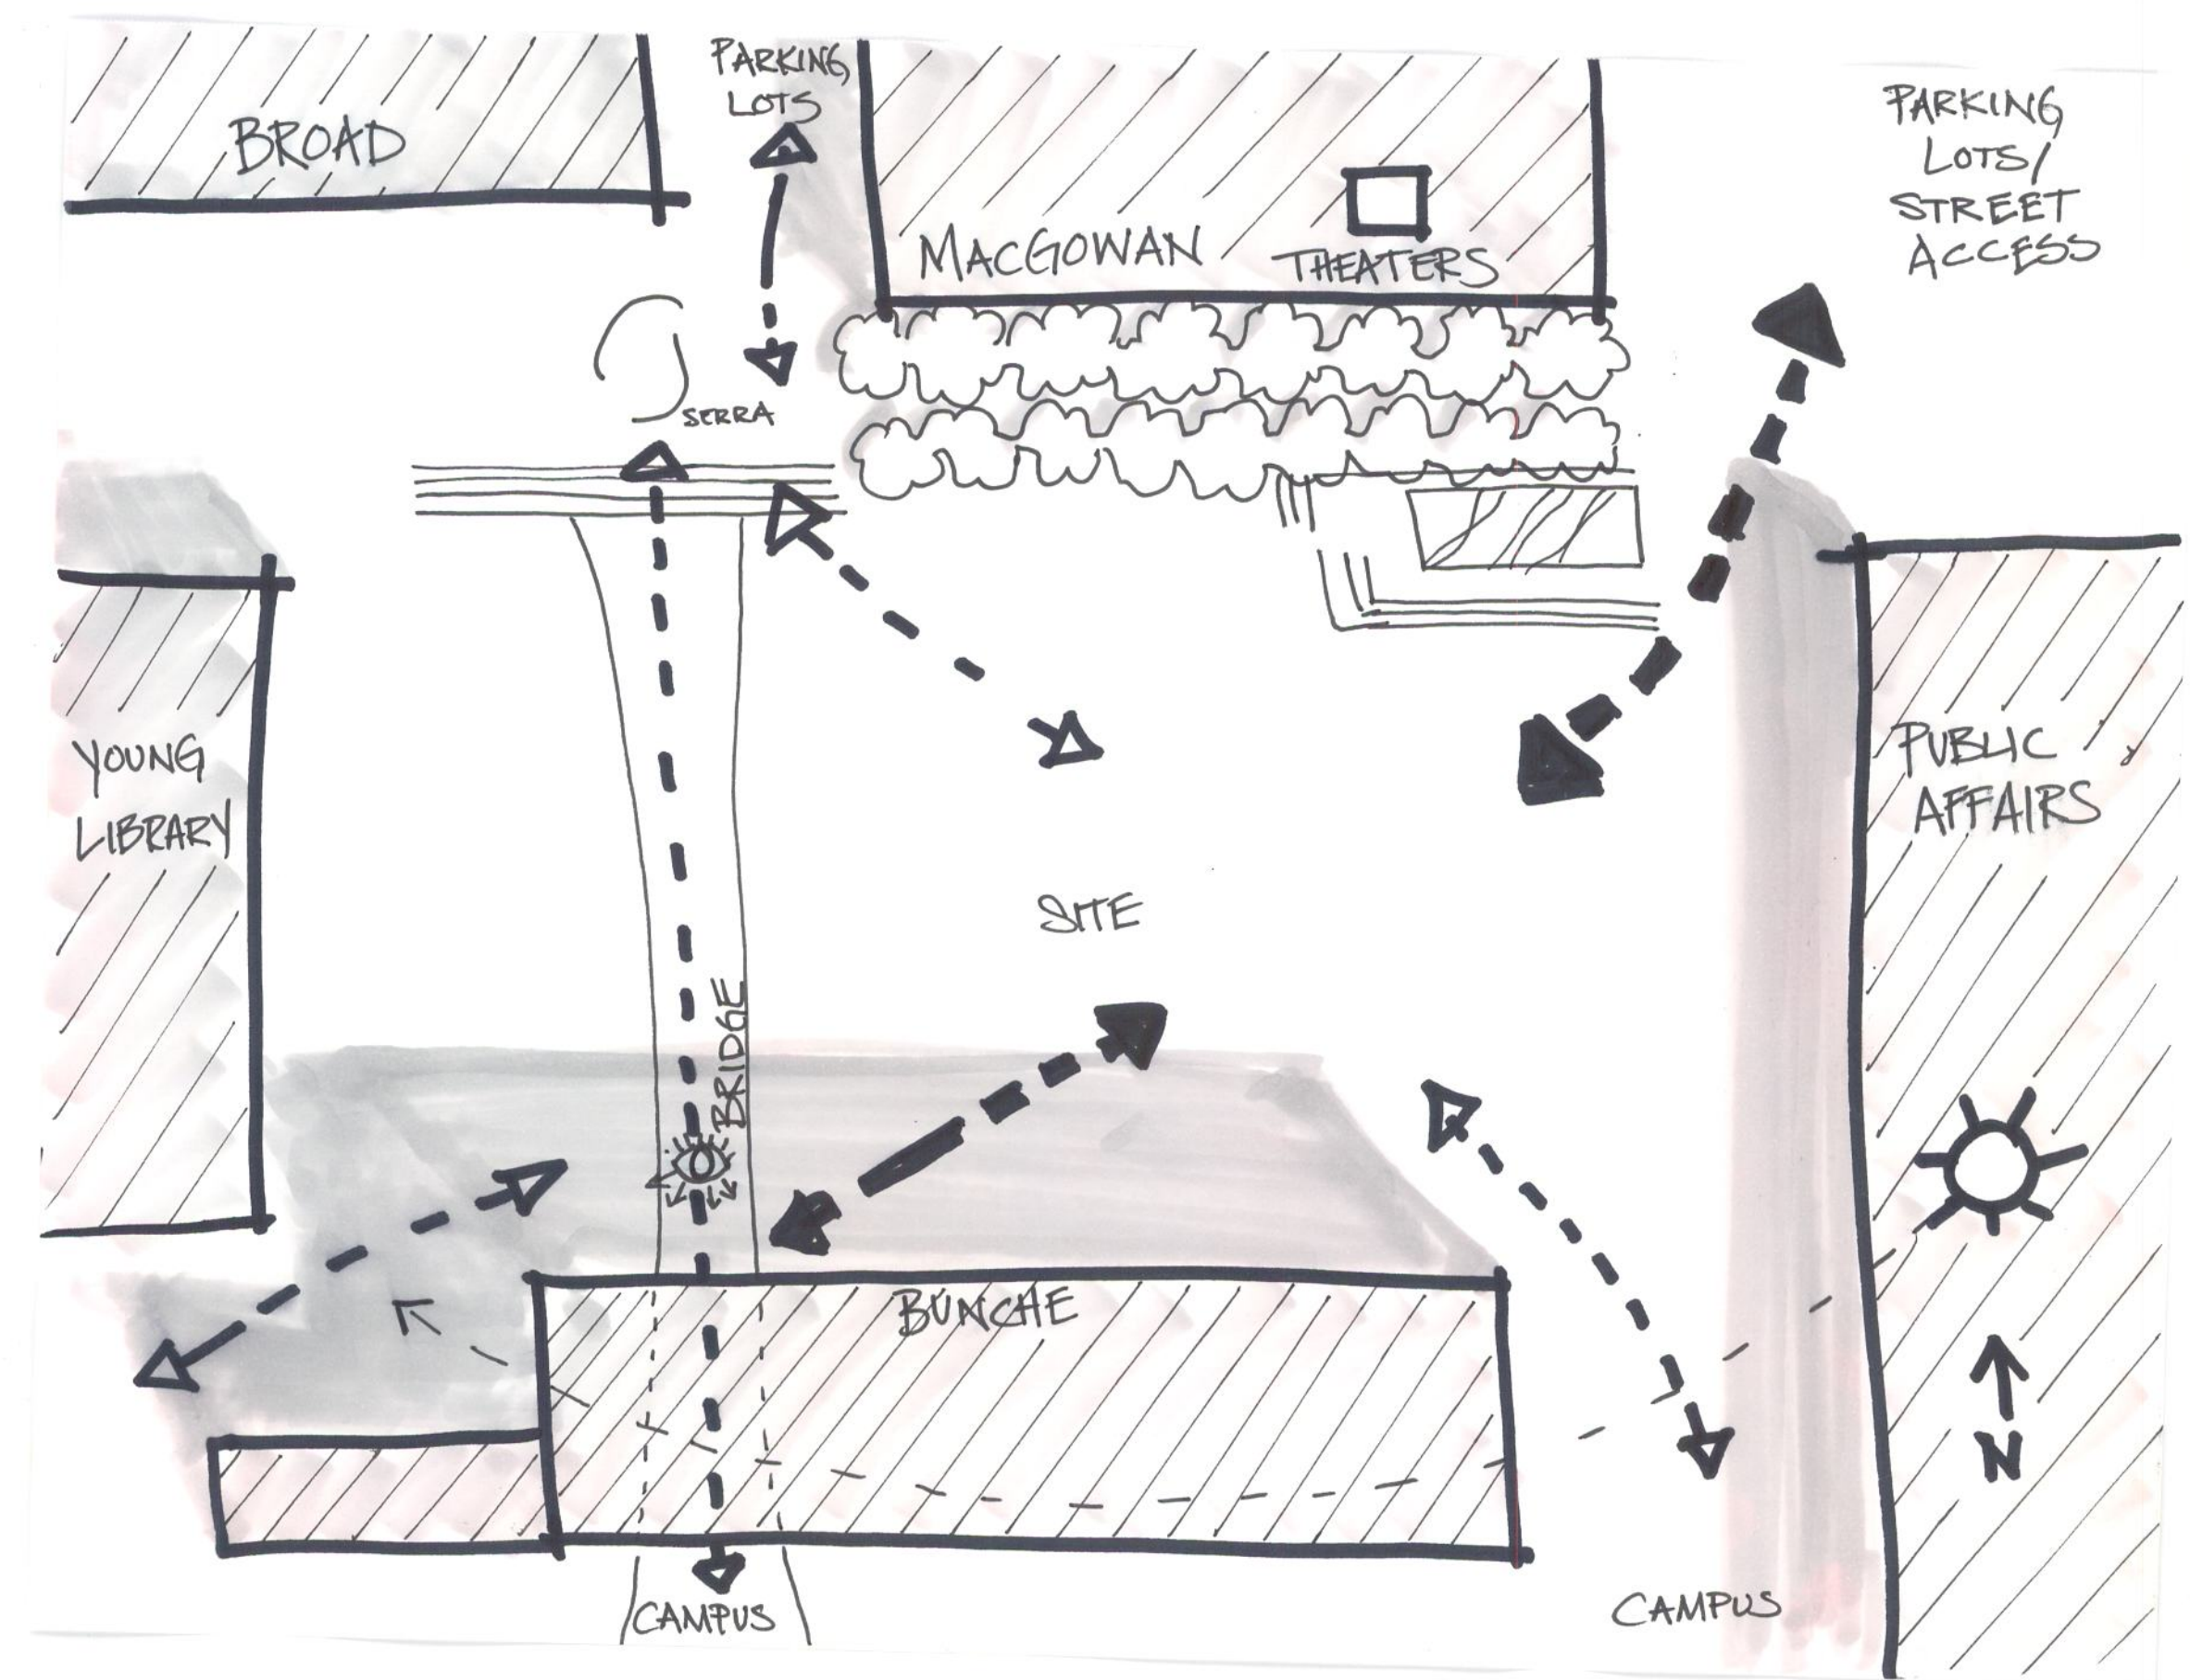 PARKING
LOTS
BROAD
MACGOWAN
THEATERS
PARKING
LOTS/
STREET
ACCESS
SERRA
YOUNG
LIBRARY
PUBLIC
AFFAIRS
SITE
BRIDGE
BUNCHE
N
CAMPUS
CAMPUS